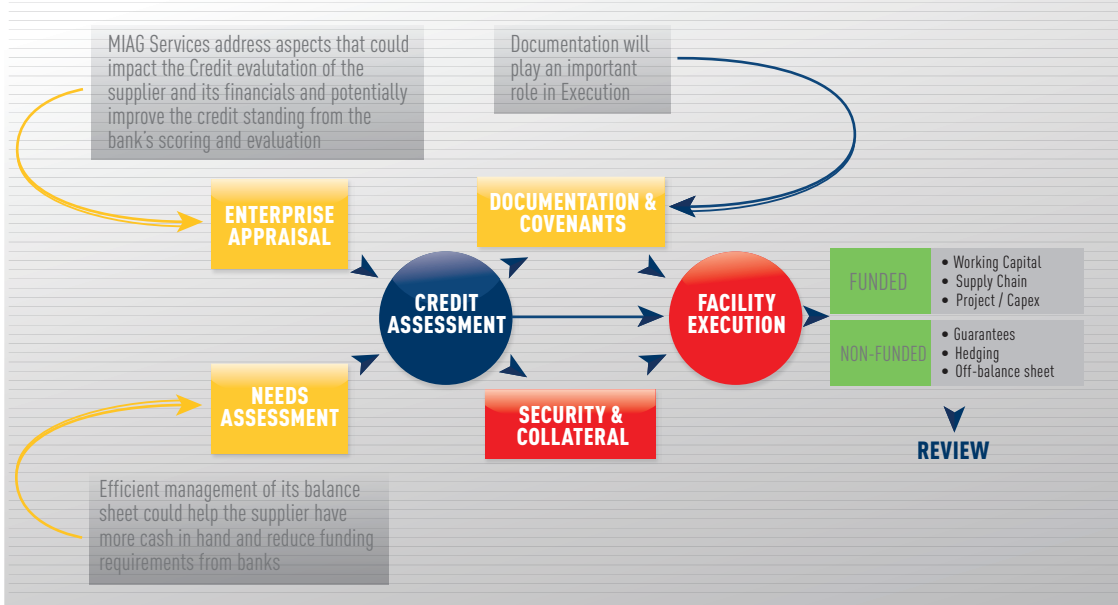 MIAG Services address aspects that could
impact the Credit evalutation of the
supplier and its financials and potentially
improve the credit standing from the
bank's scoring and evaluation
Documentation will
play an important
role in Execution
ENTERPRISE
APPRAISAL
DOCUMENTATION &
COVENANTS
CREDIT
ASSESSMENT
FACILITY
EXECUTION
FUNDED
• Working Capital
• Supply Chain
• Project / Capex
NON-FUNDED
• Guarantees
• Hedging
• Off-balance sheet
NEEDS
ASSESSMENT
SECURITY &
COLLATERAL
REVIEW
Efficient management of its balance
sheet could help the supplier have
more cash in hand and reduce funding
requirements from banks